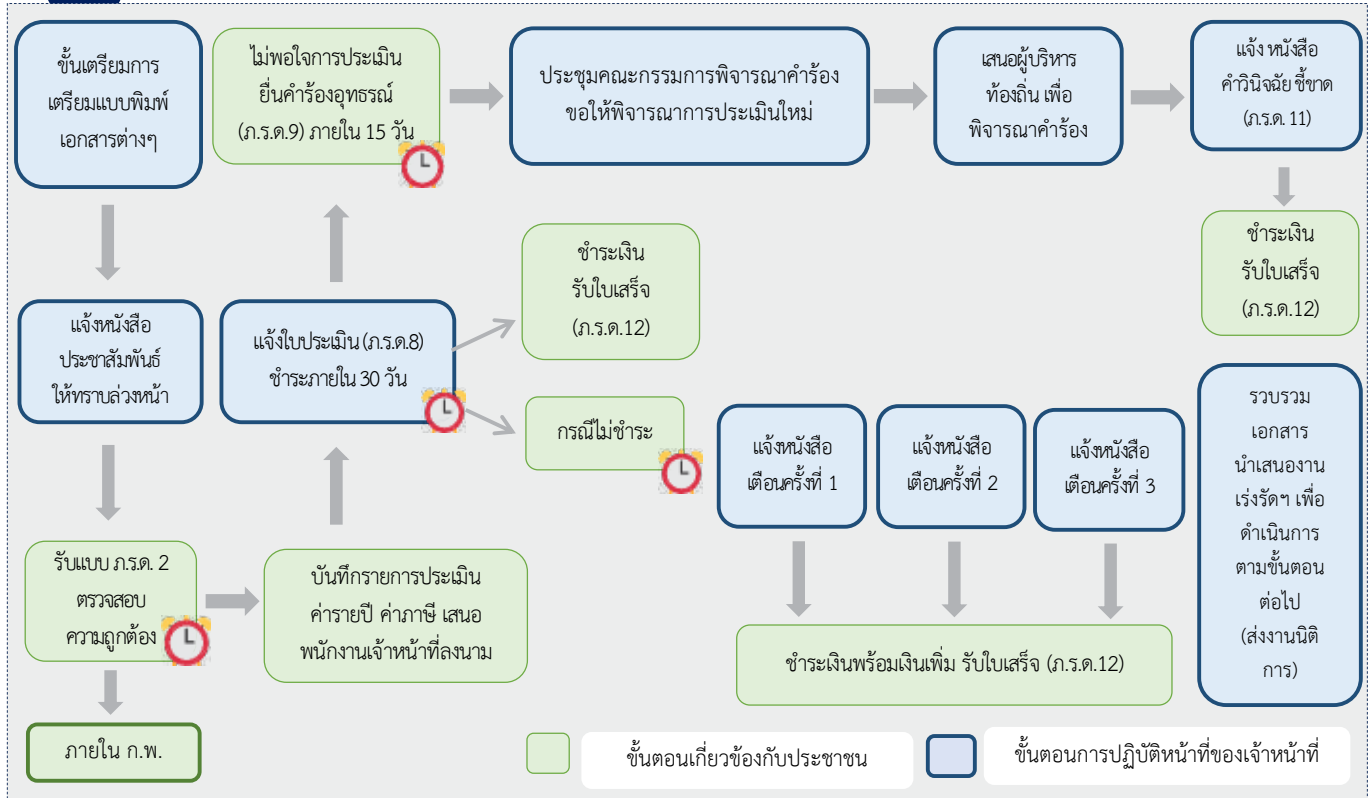 ขั้นเตรียมการ
เตรียมแบบพิมพ์
เอกสารต่างๆ
ไม่พอใจการประเมิน
ยื่นคำร้องอุทธรณ์
(ภ.ร.ด.9) ภายใน 15 วัน
ประชุมคณะกรรมการพิจารณาคำร้อง
ขอให้พิจารณาการประเมินใหม่
เสนอผู้บริหาร
ท้องถิ่น เพื่อ
พิจารณาคำร้อง
แจ้ง หนังสือ
คำวินิจฉัย ชี้ขาด
(ภ.ร.ด. 11)
ชำระเงิน
รับใบเสร็จ
(ภ.ร.ด.12)
แจ้งหนังสือ
ประชาสัมพันธ์
ให้ทราบล่วงหน้า
แจ้งใบประเมิน (ภ.ร.ด.8)
ชำระภายใน 30 วัน
ชำระเงิน
รับใบเสร็จ
(ภ.ร.ด.12)
กรณีไม่ชำระ
แจ้งหนังสือ
เตือนครั้งที่ 1
แจ้งหนังสือ
เตือนครั้งที่ 2
แจ้งหนังสือ
เตือนครั้งที่ 3
รวบรวม
เอกสาร
นำเสนองาน
เร่งรัดฯ เพื่อ
ดำเนินการ
ตามขั้นตอน
ต่อไป
(ส่งงานนิติ
การ)
รับแบบ ภ.ร.ด. 2
ตรวจสอบ
ความถูกต้อง
บันทึกรายการประเมิน
ค่ารายปี ค่าภาษี เสนอ
พนักงานเจ้าหน้าที่ลงนาม
ชำระเงินพร้อมเงินเพิ่ม รับใบเสร็จ (ภ.ร.ด.12)
ภายใน ก.พ.
ขั้นตอนเกี่ยวข้องกับประชาชน
ขั้นตอนการปฏิบัติหน้าที่ของเจ้าหน้าที่